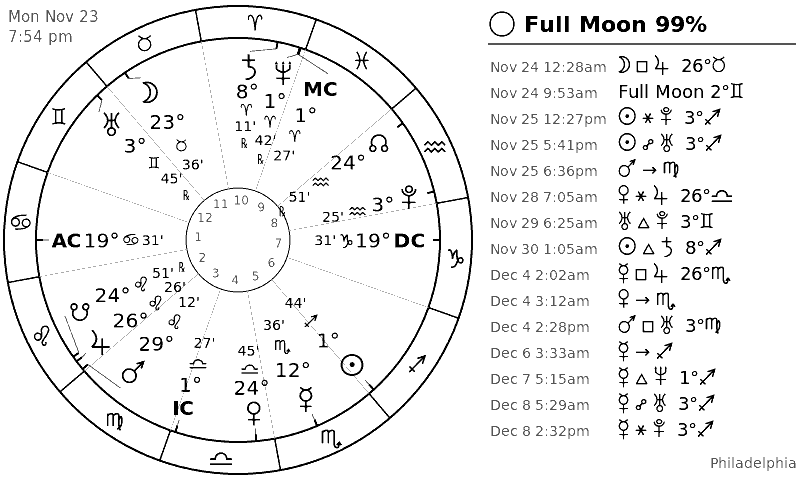 Mon Nov 23
7:54 pm
♈
♉
♓
♊
♒
♋
♑
♌
♐
♍
♎
♏
♄ 8° ♈ 11' ℞
♆ 1° ♈ 42' ℞
MC 1° ♈ 27'
☽ 23° ♉ 36'
♅ 3° ♊ 45' ℞
☊ 24° ♒ 51' ℞
♇ 3° ♒ 25'
AC 19° ♋ 31'
31' ♑ 19° DC
☋ 24° ♌ 51' ℞
♃ 26° ♌ 26'
♂ 29° ♌ 12'
IC 1° ♎ 27'
♀ 24° ♎ 45'
☿ 12° ♏ 36'
☉ 1° ♐ 44'
1 2 3 4 5 6 7 8 9 10 11 12
Full Moon 99%
Nov 24 12:28am ☽ □ ♃ 26°♉
Nov 24 9:53am Full Moon 2°♊
Nov 25 12:27pm ☉ ⚹ ♇ 3°♐
Nov 25 5:41pm ☉ ☍ ♅ 3°♐
Nov 25 6:36pm ♂ → ♍
Nov 28 7:05am ♀ ⚹ ♃ 26°♎
Nov 29 6:25am ♅ △ ♇ 3°♊
Nov 30 1:05am ☉ △ ♄ 8°♐
Dec 4 2:02am ☿ □ ♃ 26°♏
Dec 4 3:12am ♀ → ♏
Dec 4 2:28pm ♂ □ ♅ 3°♍
Dec 6 3:33am ☿ → ♐
Dec 7 5:15am ☿ △ ♆ 1°♐
Dec 8 5:29am ☿ ☍ ♅ 3°♐
Dec 8 2:32pm ☿ ⚹ ♇ 3°♐
Philadelphia